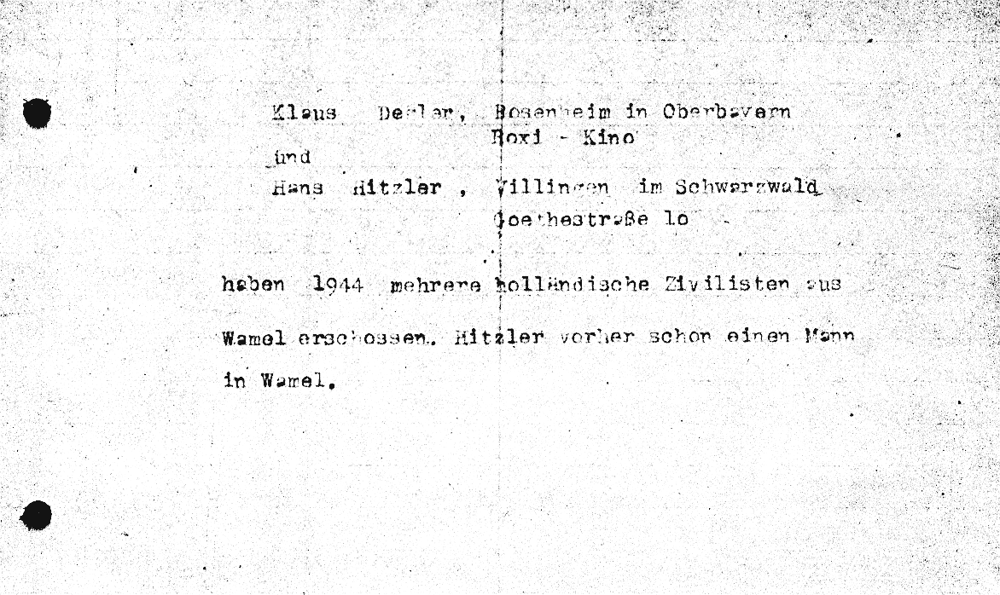 Klaus , Rosenheim in Oberbayern
Roxi - Kino
und
Hans Hitzler , Villingen im Schwarzwald
Goethestraße lo
haben 1944 mehrere holländische Zivilisten aus
Wamel erschossen. Hitzler vorher schon einen Mann
in Wamel.